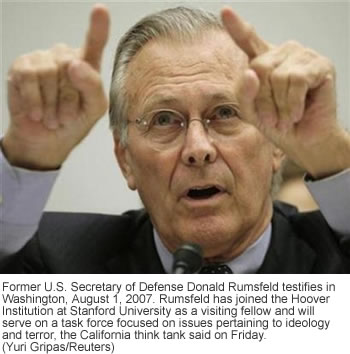 Former U.S. Secretary of Defense Donald Rumsfeld testifies in
Washington, August 1, 2007. Rumsfeld has joined the Hoover
Institution at Stanford University as a visiting fellow and will
serve on a task force focused on issues pertaining to ideology
and terror, the California think tank said on Friday.
(Yuri Gripas/Reuters)